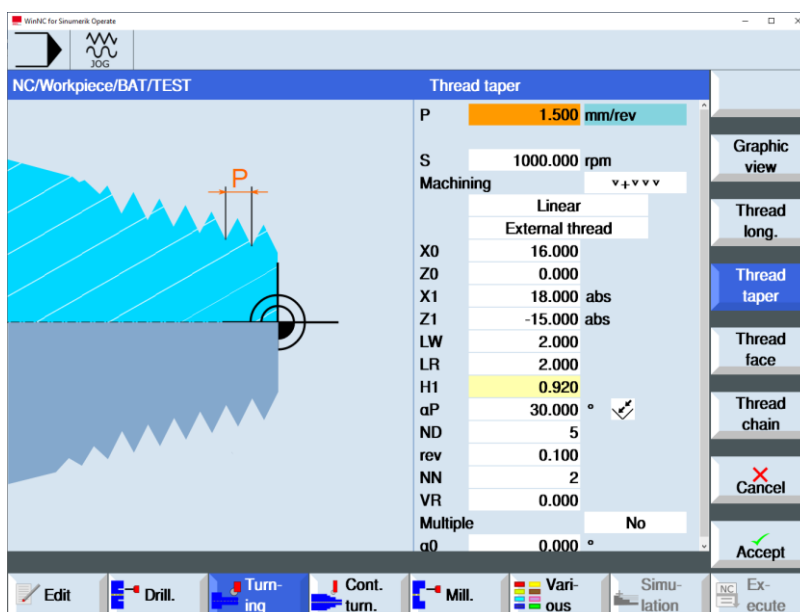 WinNC for Sinumerik Operate
JOG
NC/Workpiece/BAT/TEST
Thread taper
P 1.500 mm/rev
S 1000.000 rpm
Machining ▿+▿▿▿
Linear
External thread
X0 16.000
Z0 0.000
X1 18.000 abs
Z1 -15.000 abs
LW 2.000
LR 2.000
H1 0.920
αP 30.000 °
ND 5
rev 0.100
NN 2
VR 0.000
Multiple No
α0 0.000 °
P
Graphic
view
Thread
long.
Thread
taper
Thread
face
Thread
chain
Cancel
Accept
Edit
Drill.
Turn-
ing
Cont.
turn.
Mill.
Vari-
ous
Simu-
lation
NC
Ex-
ecute